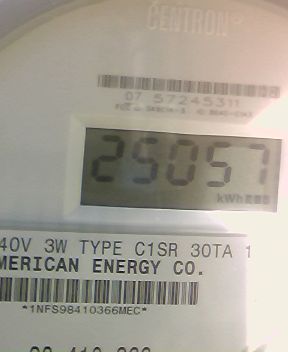 CENTRON®
07 57245311
25057
kWh
40V 3W TYPE C1SR 30TA 1
MERICAN ENERGY CO.
*1NFS98410366MEC*